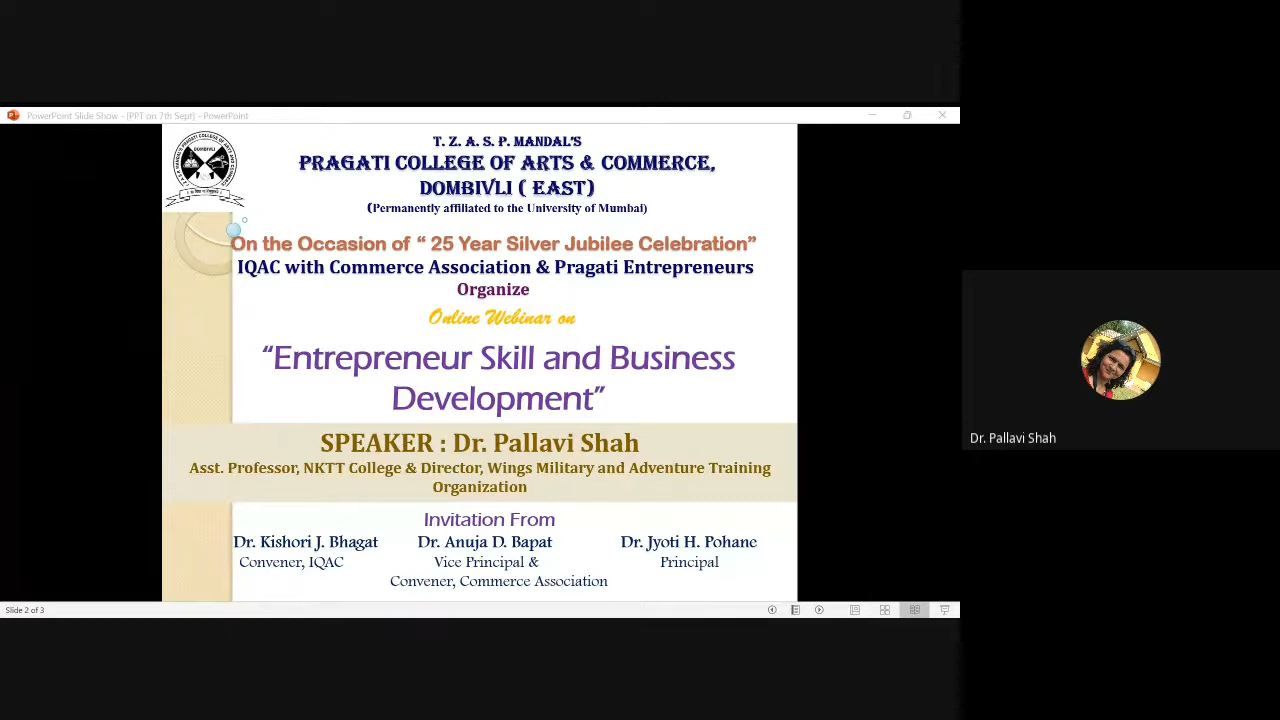 PowerPoint Slide Show - [PPT on 7th Sept] - PowerPoint
T. Z. A. S. P. MANDAL'S
PRAGATI COLLEGE OF ARTS & COMMERCE,
DOMBIVLI ( EAST)
(Permanently affiliated to the University of Mumbai)
DOMBIVLI
On the Occasion of “ 25 Year Silver Jubilee Celebration”
IQAC with Commerce Association & Pragati Entrepreneurs
Organize
Online Webinar on
“Entrepreneur Skill and Business
Development”
SPEAKER : Dr. Pallavi Shah
Asst. Professor, NKTT College & Director, Wings Military and Adventure Training
Organization
Invitation From
Dr. Kishori J. Bhagat Dr. Anuja D. Bapat Dr. Jyoti H. Pohane
Convener, IQAC Vice Principal & Principal
Convener, Commerce Association
Slide 2 of 3
Dr. Pallavi Shah